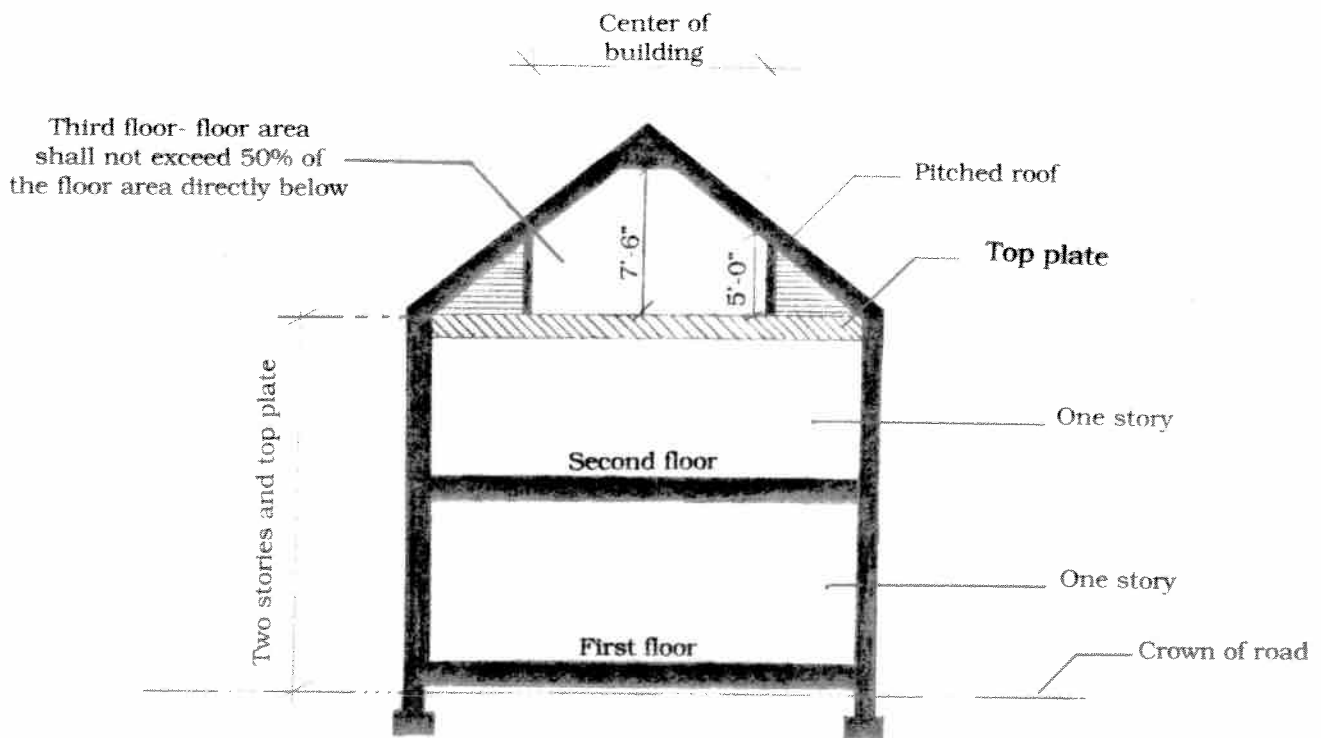 Center of
building
Third floor- floor area
shall not exceed 50% of
the floor area directly below
Pitched roof
Top plate
7'-6"
5'-0"
Two stories and top plate
One story
Second floor
One story
First floor
Crown of road